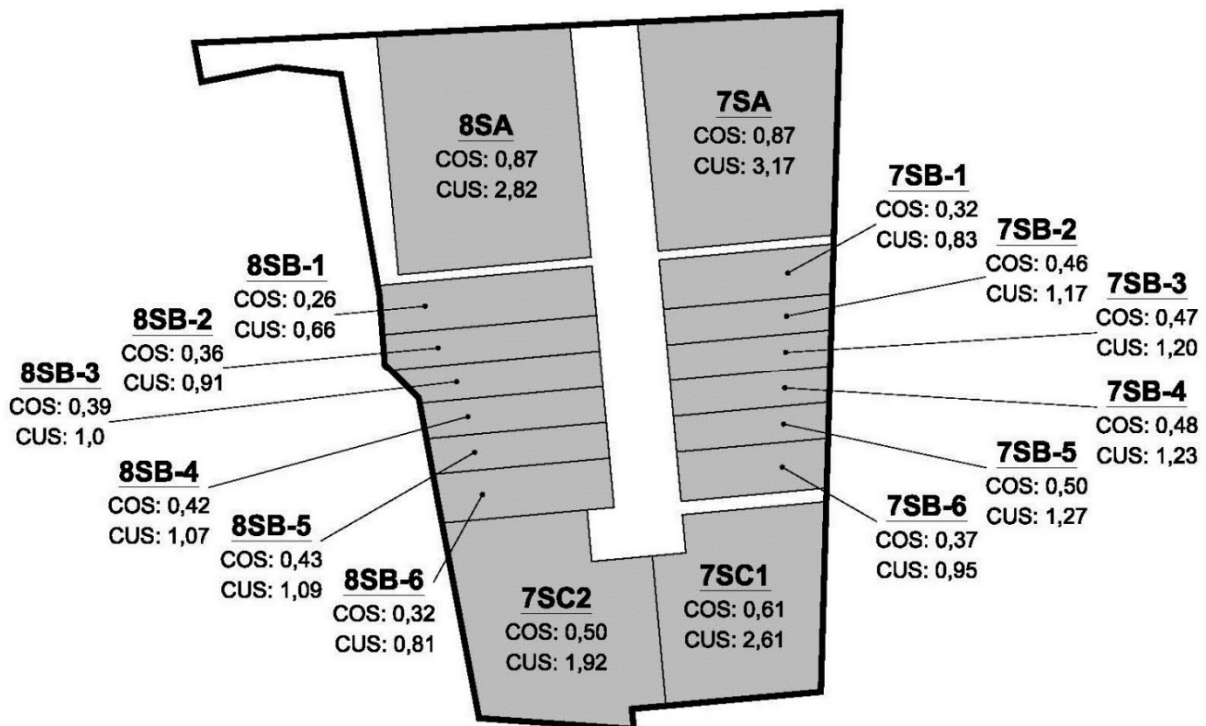 8SA
COS: 0,87
CUS: 2,82
7SA
COS: 0,87
CUS: 3,17
7SB-1
COS: 0,32
CUS: 0,83
7SB-2
COS: 0,46
CUS: 1,17
7SB-3
COS: 0,47
CUS: 1,20
7SB-4
COS: 0,48
CUS: 1,23
7SB-5
COS: 0,50
CUS: 1,27
7SB-6
COS: 0,37
CUS: 0,95
8SB-1
COS: 0,26
CUS: 0,66
8SB-2
COS: 0,36
CUS: 0,91
8SB-3
COS: 0,39
CUS: 1,0
8SB-4
COS: 0,42
CUS: 1,07
8SB-5
COS: 0,43
CUS: 1,09
8SB-6
COS: 0,32
CUS: 0,81
7SC2
COS: 0,50
CUS: 1,92
7SC1
COS: 0,61
CUS: 2,61